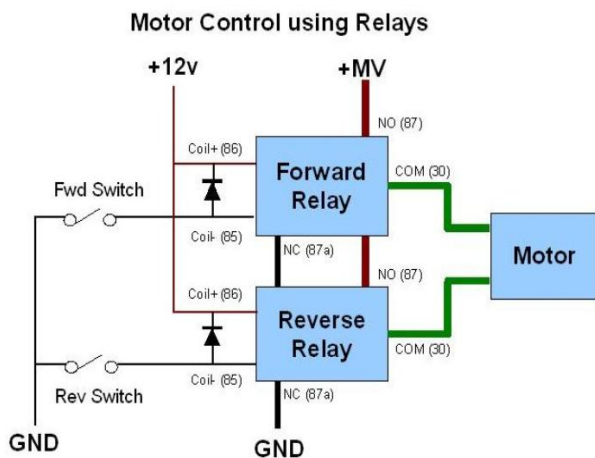 Motor Control using Relays
+12v
+MV
NO (87)
Coil+ (86)
Forward
Relay
COM (30)
Fwd Switch
Coil- (85)
NC (87a)
NO (87)
Motor
Coil+ (86)
Reverse
Relay
COM (30)
Coil- (85)
Rev Switch
NC (87a)
GND
GND